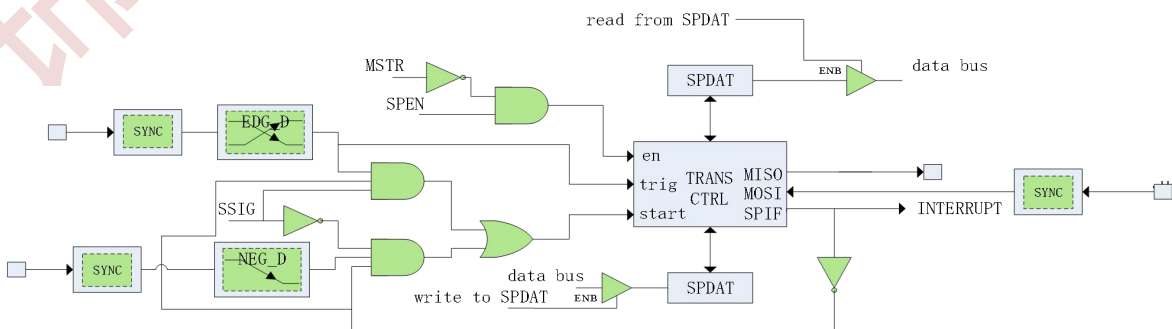 read from SPDAT
MSTR
ENB
data bus
SPDAT
SPEN
EDG_D
SYNC
en
trig
TRANS
CTRL
MISO
MOSI
SYNC
SSIG
start
SPIF
INTERRUPT
NEG_D
SYNC
data bus
SPDAT
write to SPDAT
ENB